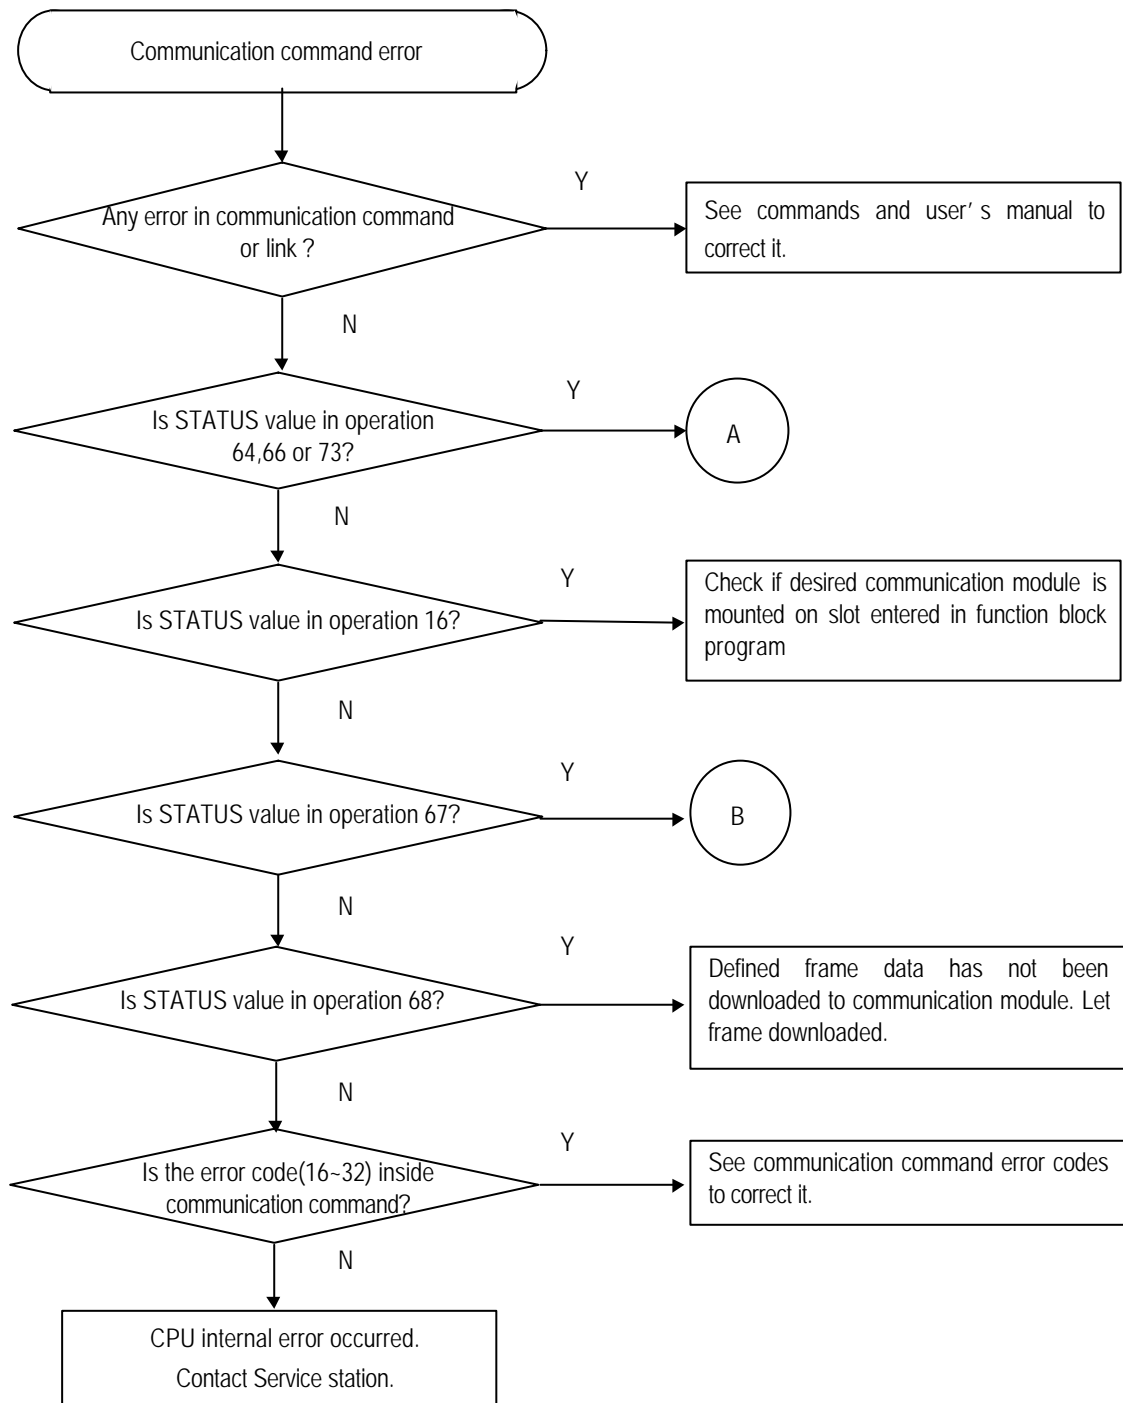 Communication command error
Y
Any error in communication command
or link ?
See commands and user's manual to
correct it.
N
Y
Is STATUS value in operation
64,66 or 73?
A
N
Y
Is STATUS value in operation 16?
Check if desired communication module is
mounted on slot entered in function block
program
N
Y
Is STATUS value in operation 67?
B
N
Y
Is STATUS value in operation 68?
Defined frame data has not been
downloaded to communication module. Let
frame downloaded.
N
Y
Is the error code(16~32) inside
communication command?
See communication command error codes
to correct it.
N
CPU internal error occurred.
Contact Service station.